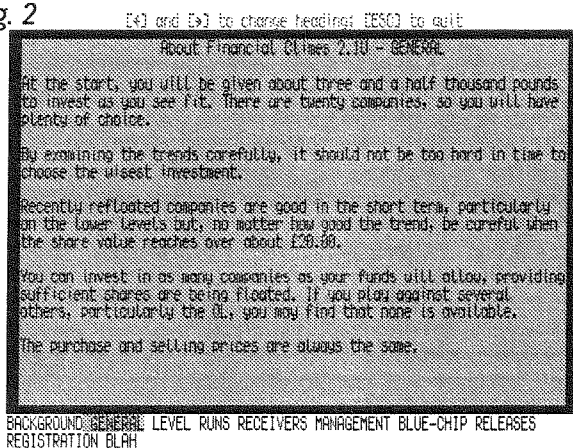 g. 2
[←] and [→] to change heading; [ESC] to quit
About Financial Climes 2.1U - GENERAL
At the start, you will be given about three and a half thousand pounds
to invest as you see fit. There are twenty companies, so you will have
plenty of choice.
By examining the trends carefully, it should not be too hard in time to
choose the wisest investment.
Recently refloated companies are good in the short term, particularly
on the lower levels but, no matter how good the trend, be careful when
the share value reaches over about £20.00.
You can invest in as many companies as your funds will allow, providing
sufficient shares are being floated. If you play against several
others, particularly the QL, you may find that none is available.
The purchase and selling prices are always the same.
BACKGROUND GENERAL LEVEL RUNS RECEIVERS MANAGEMENT BLUE-CHIP RELEASES
REGISTRATION BLAH